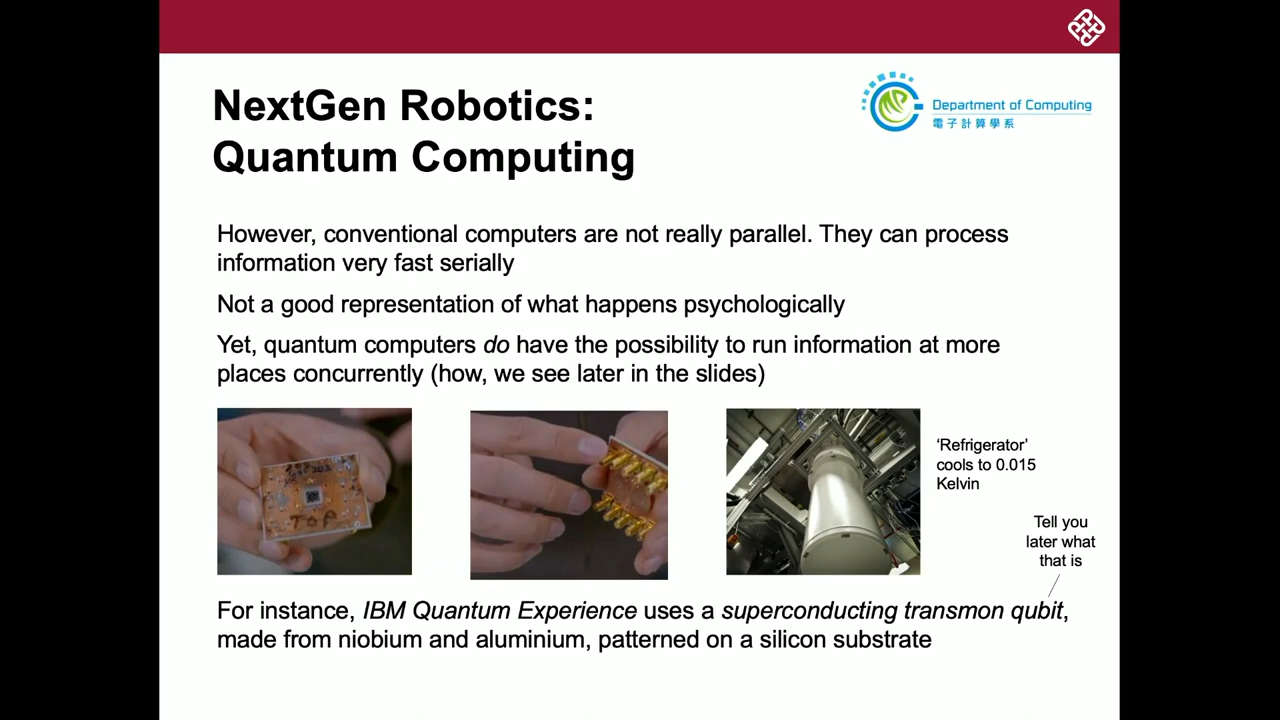 NextGen Robotics:
Quantum Computing
Department of Computing
電子計算學系
However, conventional computers are not really parallel. They can process
information very fast serially
Not a good representation of what happens psychologically
Yet, quantum computers do have the possibility to run information at more
places concurrently (how, we see later in the slides)
TOP
‘Refrigerator’
cools to 0.015
Kelvin
Tell you
later what
that is
For instance, IBM Quantum Experience uses a superconducting transmon qubit,
made from niobium and aluminium, patterned on a silicon substrate